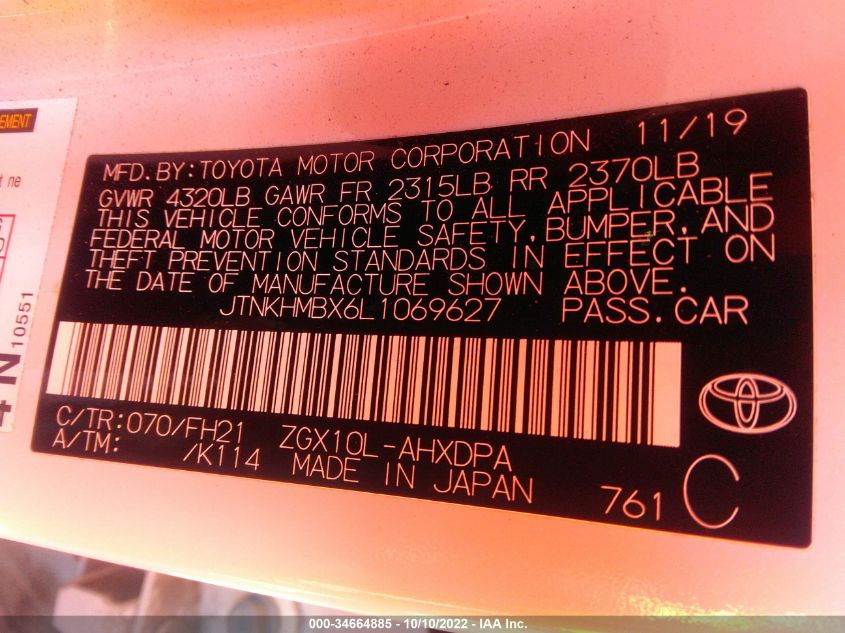 EMENT
t ne
10551
N
MFD.BY:TOYOTA MOTOR CORPORATION 11/19
GVWR 4320LB GAWR FR 2315LB RR 2370LB
THIS VEHICLE CONFORMS TO ALL APPLICABLE
FEDERAL MOTOR VEHICLE SAFETY,BUMPER,AND
THEFT PREVENTION STANDARDS IN EFFECT ON
THE DATE OF MANUFACTURE SHOWN ABOVE.
JTNKHMBX6L1069627 PASS.CAR
C/TR:070/FH21 ZGX10L-AHXDPA
A/TM: /K114 MADE IN JAPAN
761 C
000-34664885 - 10/10/2022 - IAA Inc.